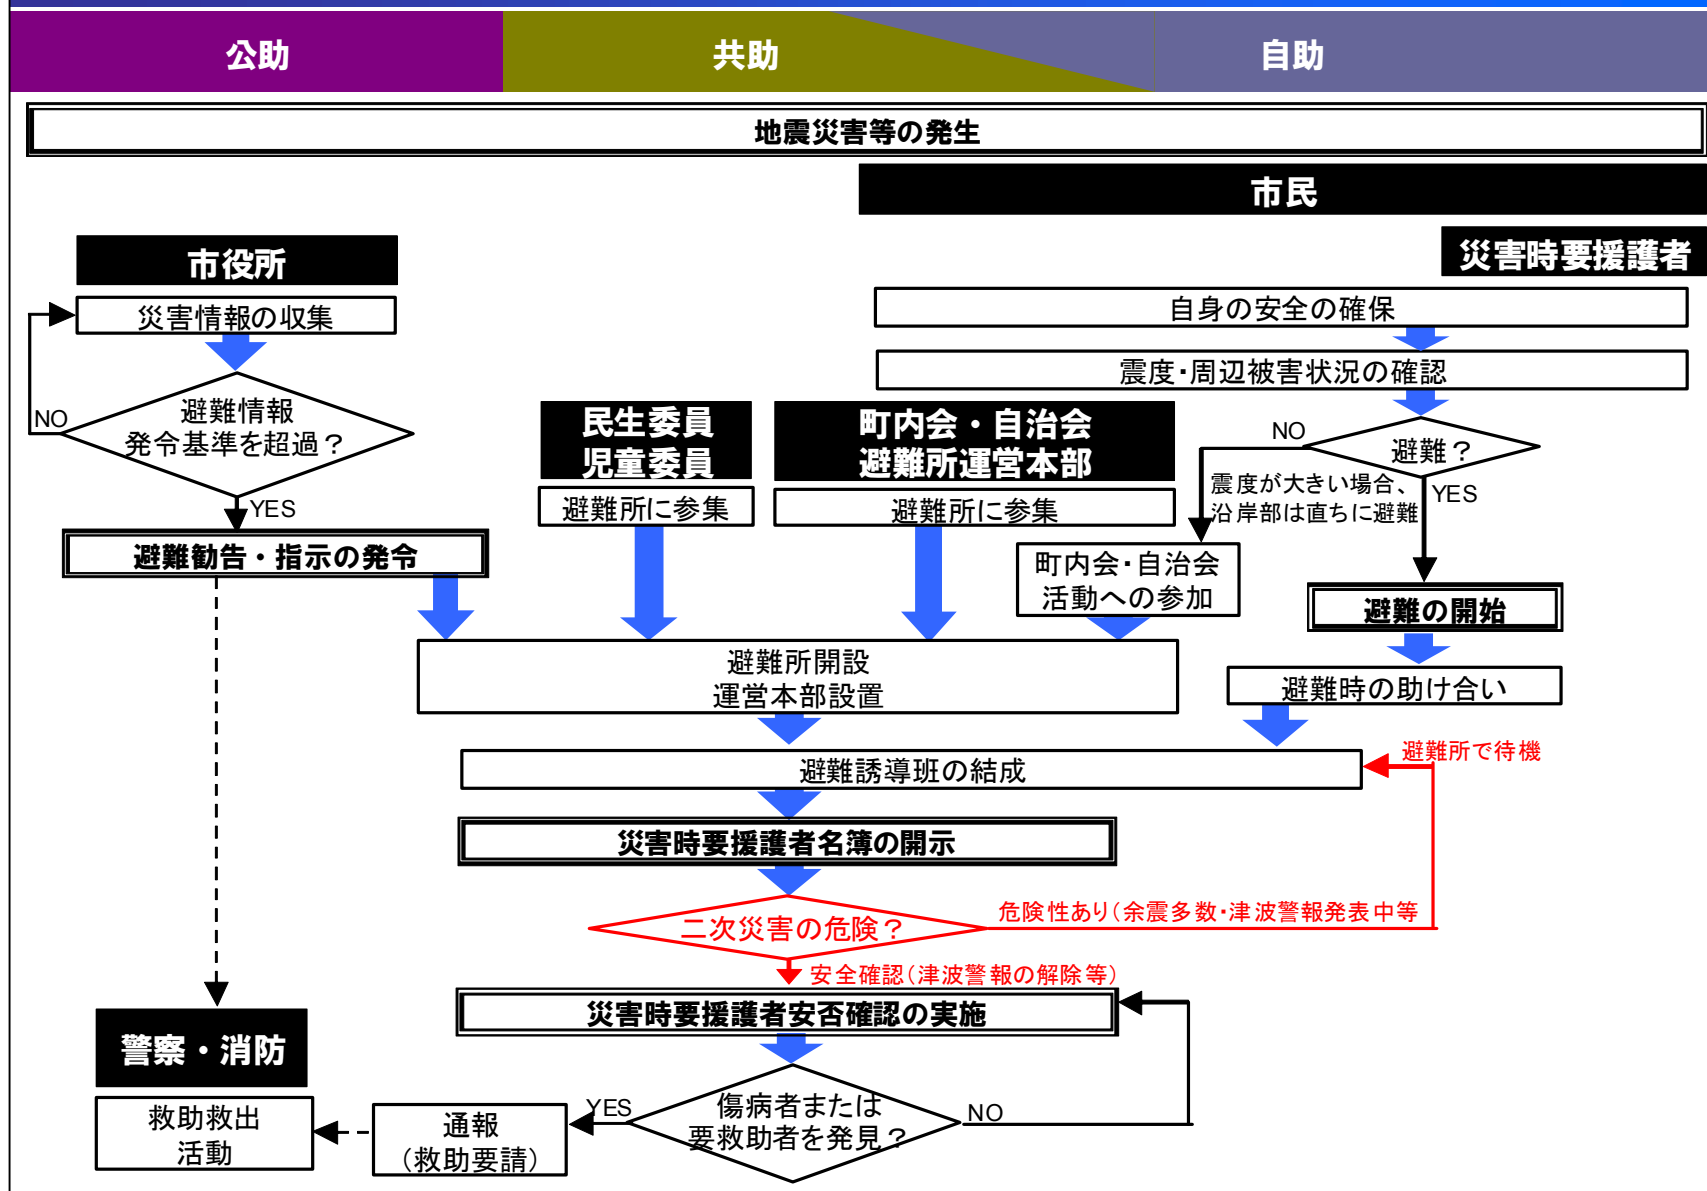 公助
共助
自助
地震災害等の発生
市民
市役所
災害時要援護者
災害情報の収集
自身の安全の確保
震度・周辺被害状況の確認
避難情報
発令基準を超過?
NO
YES
民生委員
児童委員
町内会・自治会
避難所運営本部
NO
避難?
避難所に参集
避難所に参集
震度が大きい場合、
沿岸部は直ちに避難
YES
避難勧告・指示の発令
町内会・自治会
活動への参加
避難の開始
避難所開設
運営本部設置
避難時の助け合い
避難所で待機
避難誘導班の結成
災害時要援護者名簿の開示
二次災害の危険?
危険性あり(余震多数・津波警報発表中等
安全確認(津波警報の解除等)
災害時要援護者安否確認の実施
警察・消防
救助救出
活動
通報
(救助要請)
YES
傷病者または
要救助者を発見?
NO